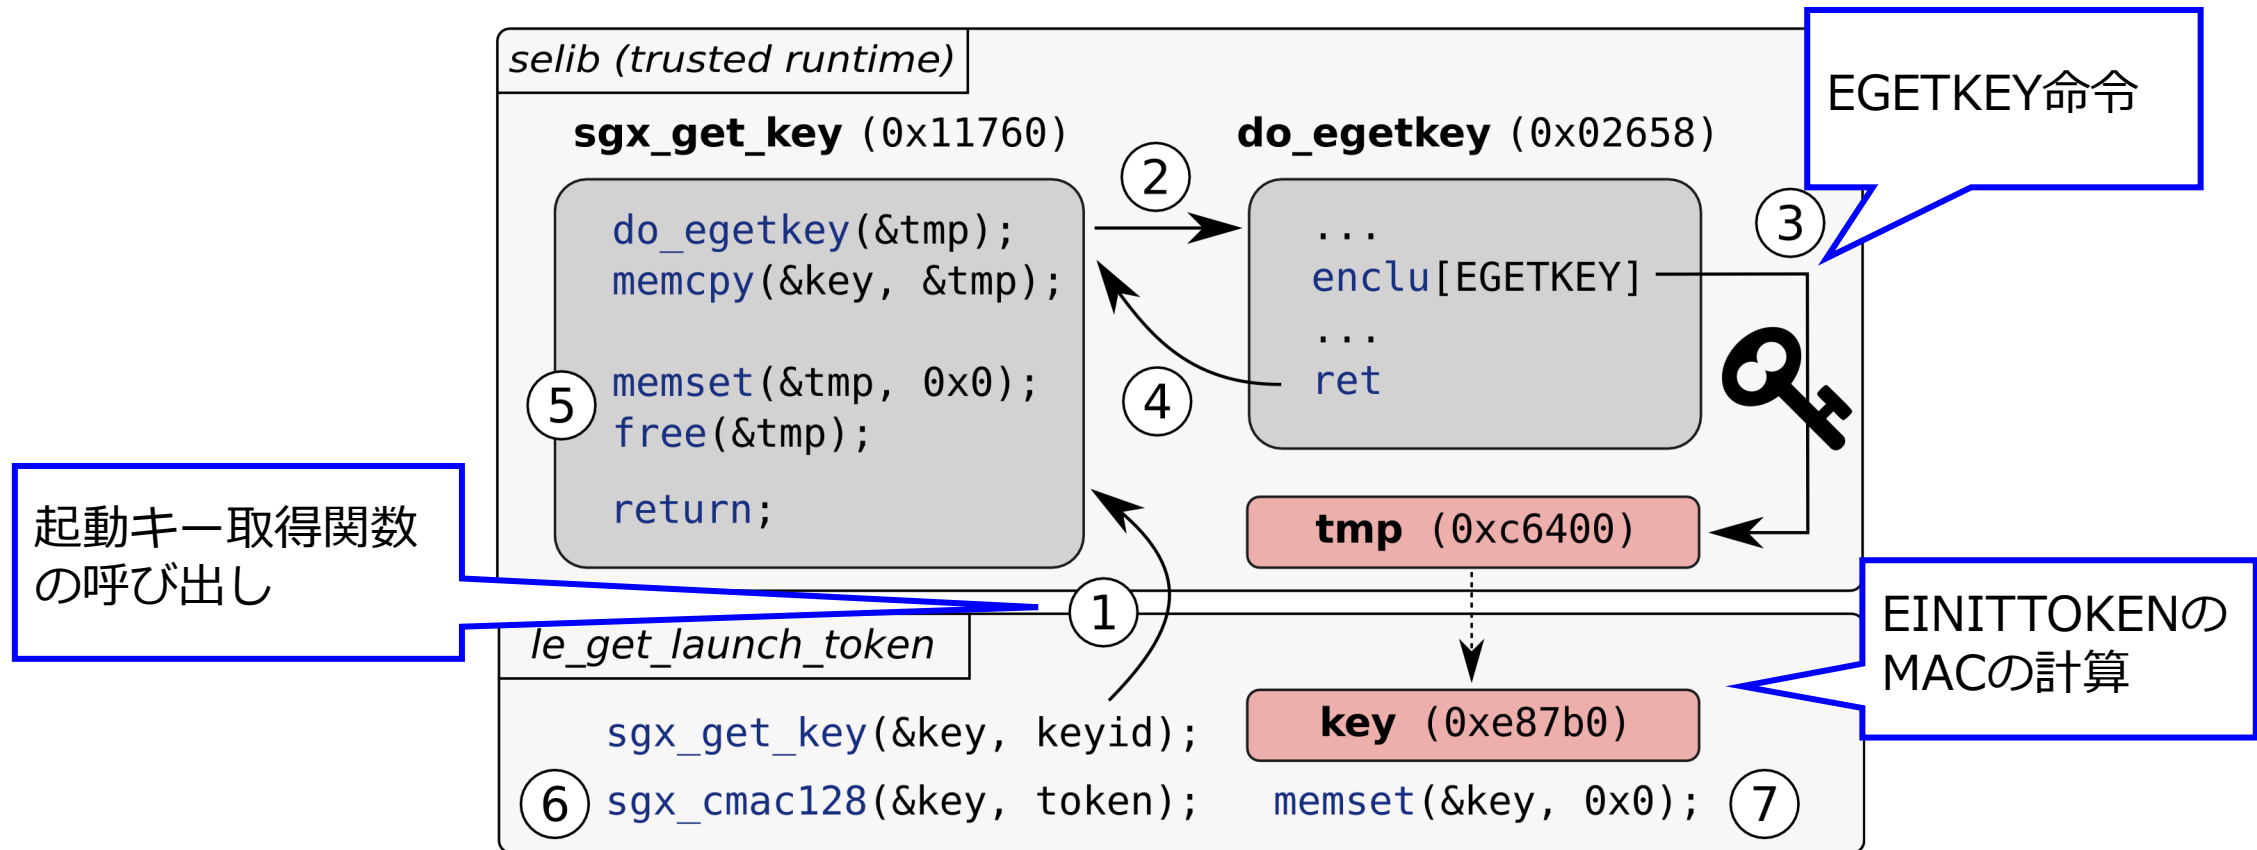 selib (trusted runtime)
EGETKEY命令
sgx_get_key (0x11760)
do_egetkey (0x02658)
2
3
do_egetkey(&tmp);
memcpy(&key, &tmp);
memset(&tmp, 0x0);
free(&tmp);
return;
...
enclu[EGETKEY]
...
ret
4
5
tmp (0xc6400)
起動キー取得関数
の呼び出し
1
EINITTOKENの
MACの計算
le_get_launch_token
key (0xe87b0)
sgx_get_key(&key, keyid);
6
sgx_cmac128(&key, token);
memset(&key, 0x0);
7